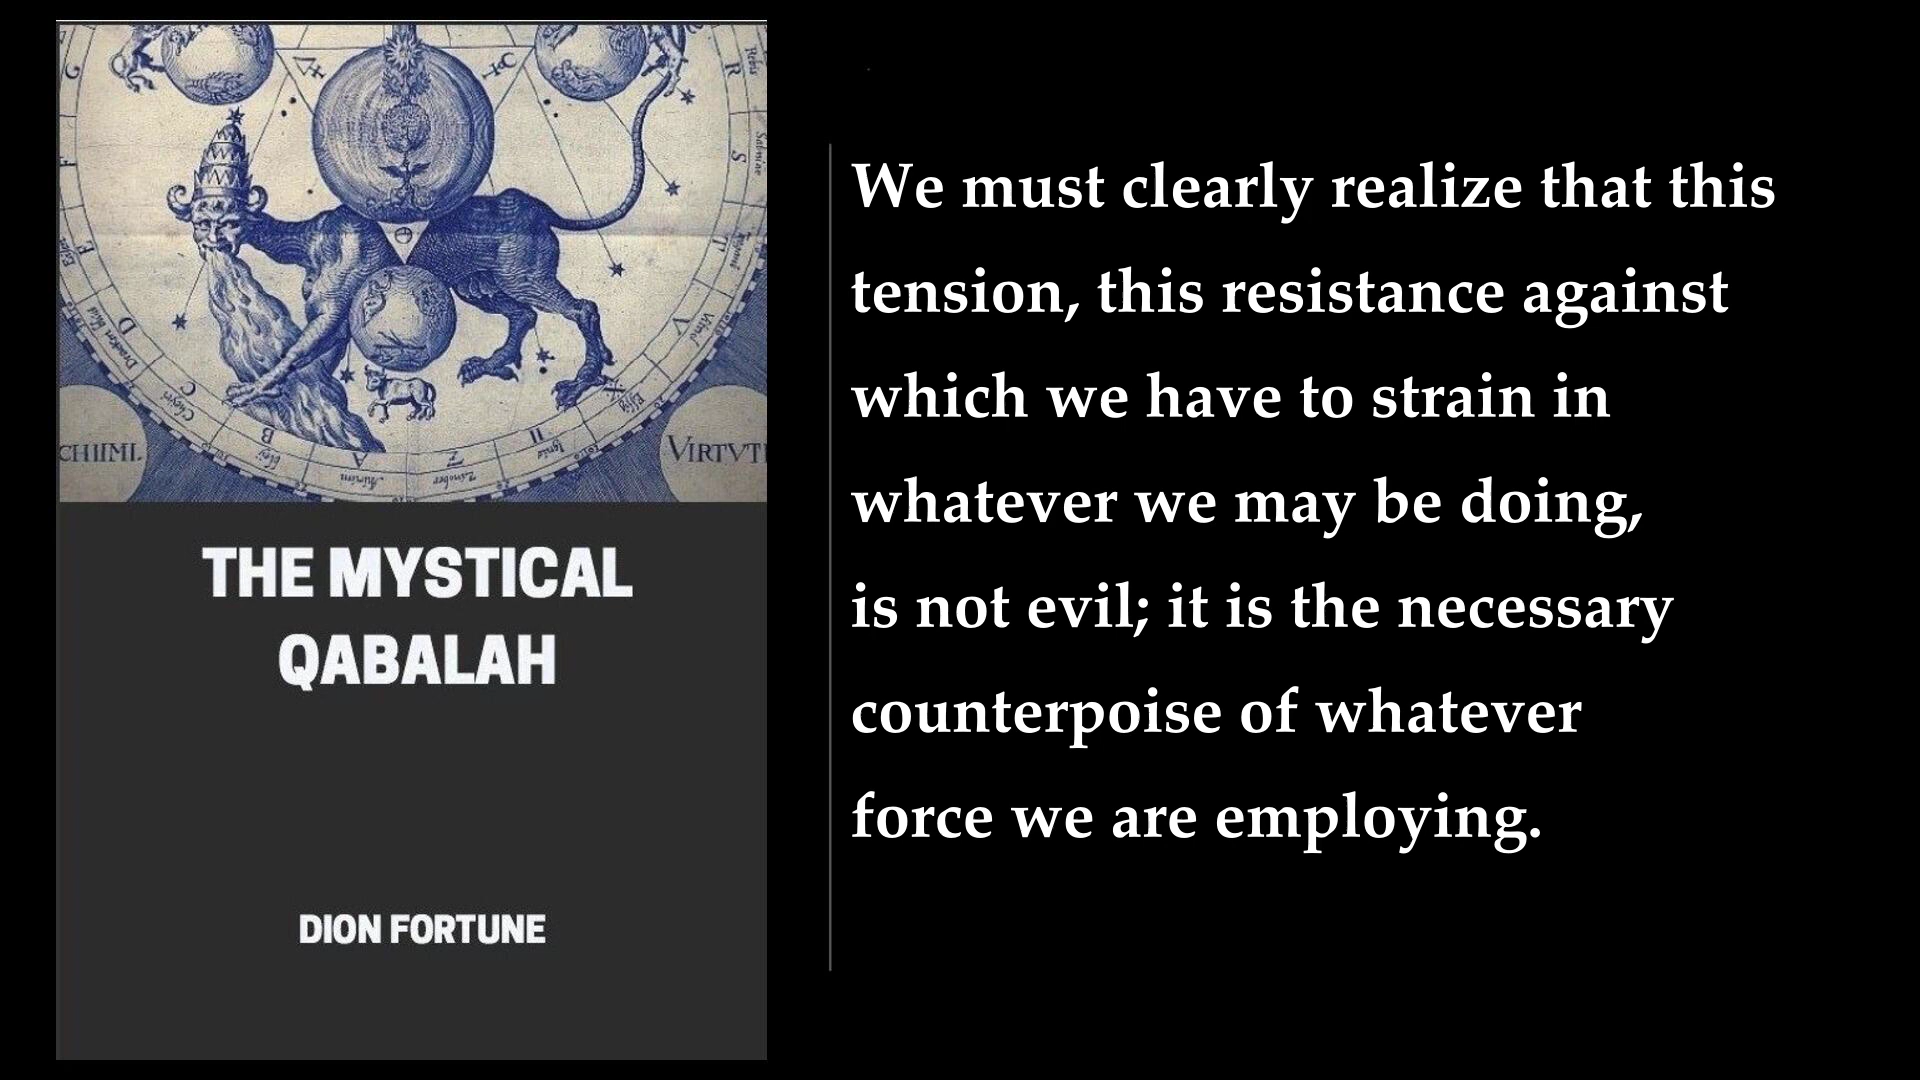 CHIIMI.
VIRTVTI
THE MYSTICAL
QABALAH
DION FORTUNE
We must clearly realize that this
tension, this resistance against
which we have to strain in
whatever we may be doing,
is not evil; it is the necessary
counterpoise of whatever
force we are employing.